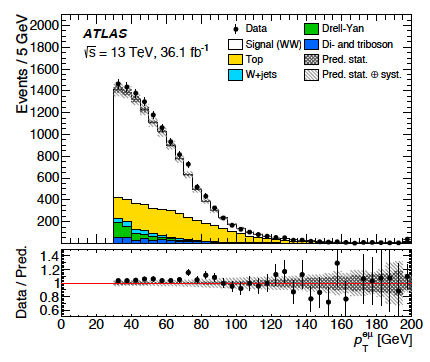 ATLAS
√s = 13 TeV, 36.1 fb⁻¹
Data
Signal (WW)
Top
W+jets
Drell-Yan
Di- and triboson
Pred. stat.
Pred. stat. ⊕ syst.
Events / 5 GeV
2000
1800
1600
1400
1200
1000
800
600
400
200
Data / Pred.
1.4
1.2
1
0.8
0.6
0 20 40 60 80 100 120 140 160 180 200
p_T^eμ [GeV]